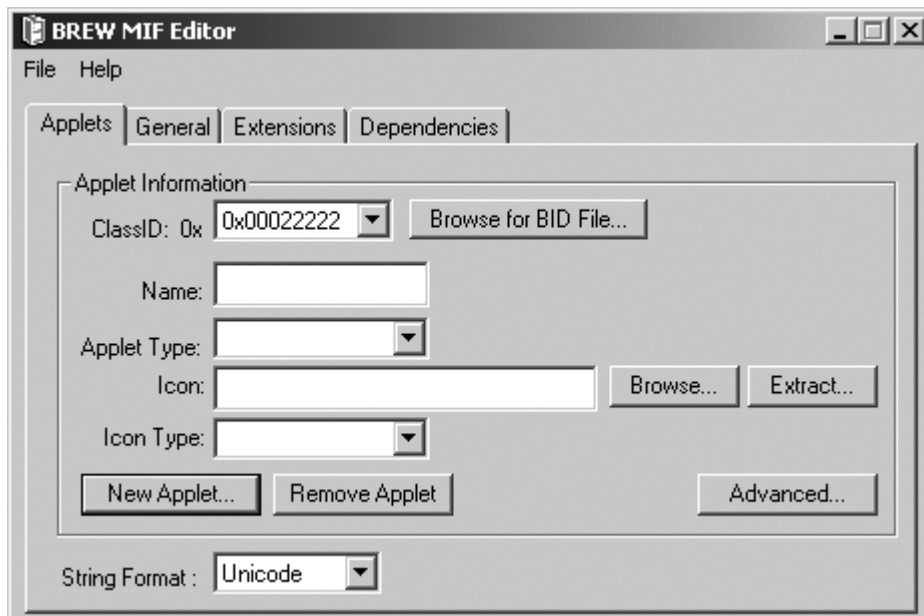 BREW MIF Editor
File Help
Applets General Extensions Dependencies
Applet Information
ClassID: 0x 0x00022222 Browse for BID File...
Name:
Applet Type:
Icon: Browse... Extract...
Icon Type:
New Applet... Remove Applet Advanced...
String Format : Unicode